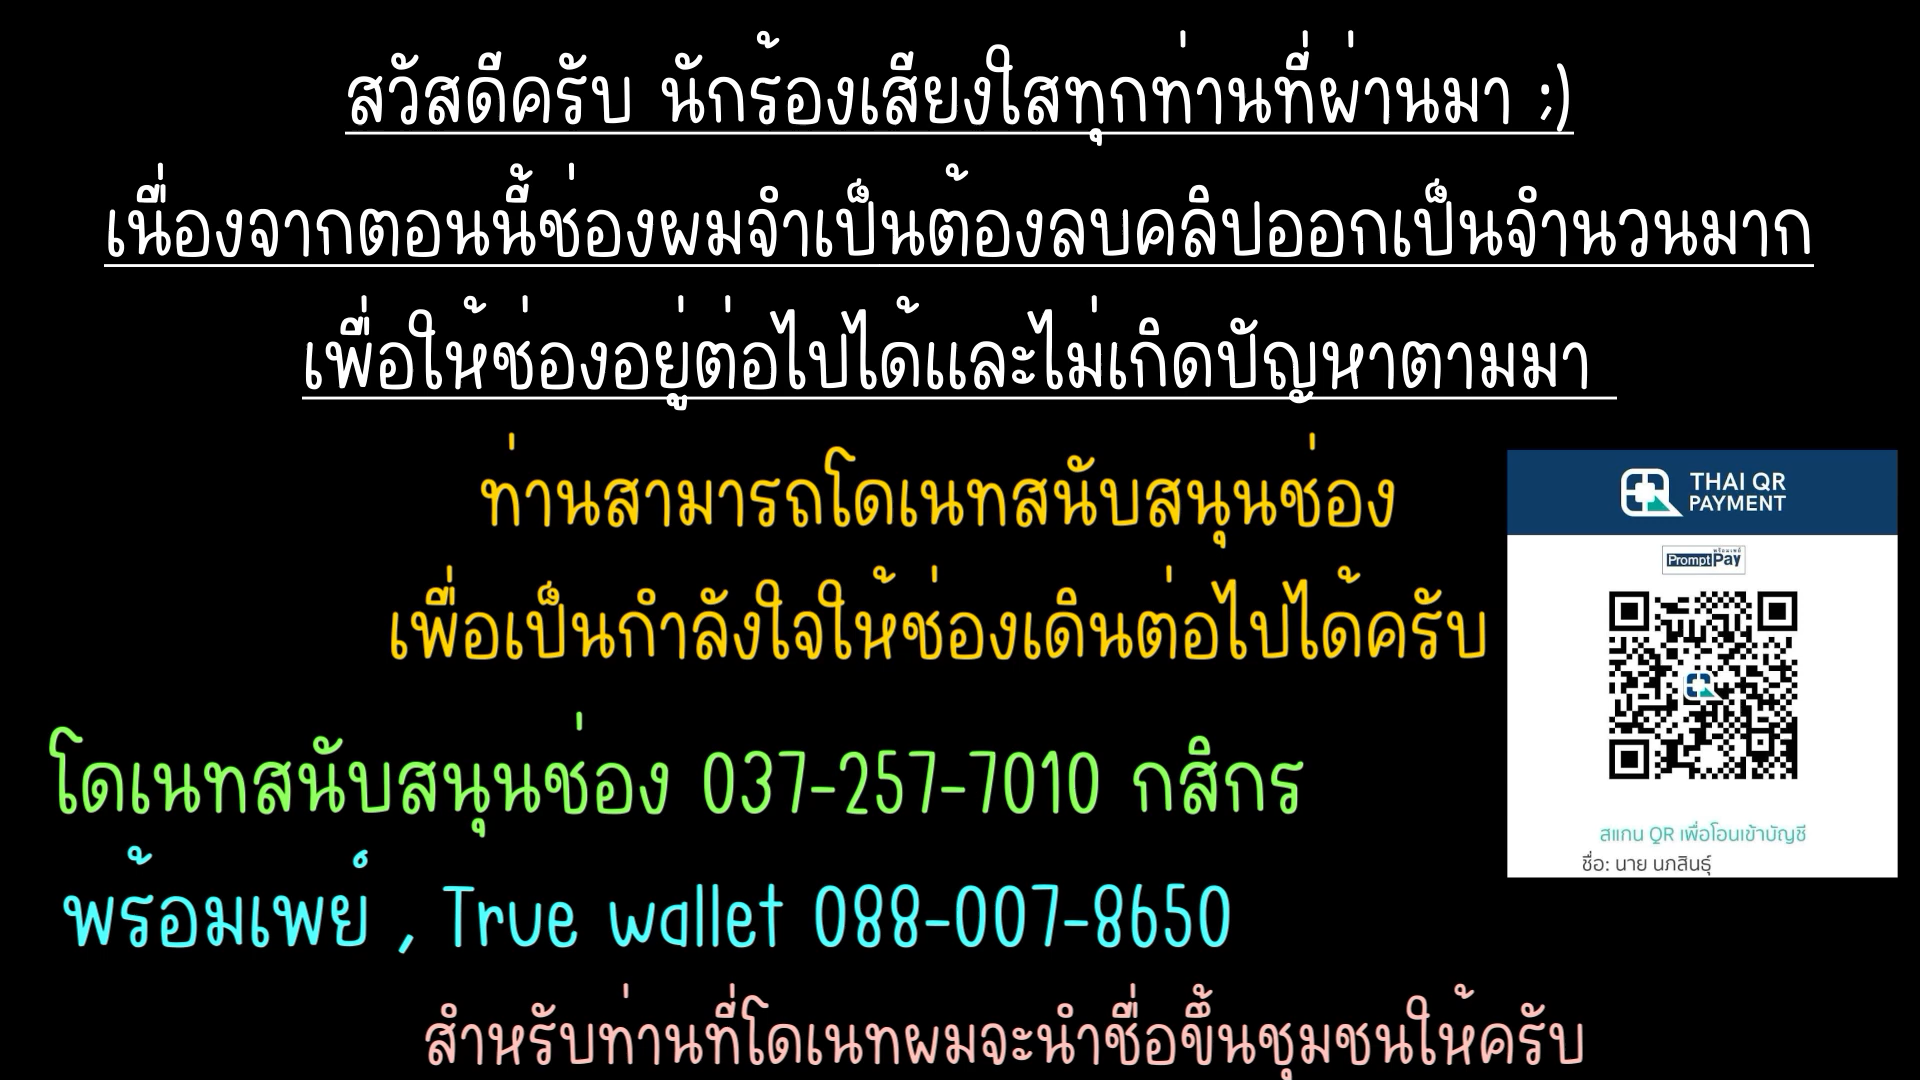 สวัสดีครับ นักร้องเสียงใสทุกท่านที่ผ่านมา ;)
เนื่องจากตอนนี้ช่องผมจำเป็นต้องลบคลิปออกเป็นจำนวนมาก
เพื่อให้ช่องอยู่ต่อไปได้และไม่เกิดปัญหาตามมา
ท่านสามารถโดเนทสนับสนุนช่อง
เพื่อเป็นกำลังใจให้ช่องเดินต่อไปได้ครับ
THAI QR
PAYMENT
พร้อมเพย์
PromptPay
สแกน QR เพื่อโอนเข้าบัญชี
ชื่อ: นาย นภสินธุ์
โดเนทสนับสนุนช่อง 037-257-7010 กสิกร
พร้อมเพย์ , True wallet 088-007-8650
สำหรับท่านที่โดเนทผมจะนำชื่อขึ้นชุมชนให้ครับ